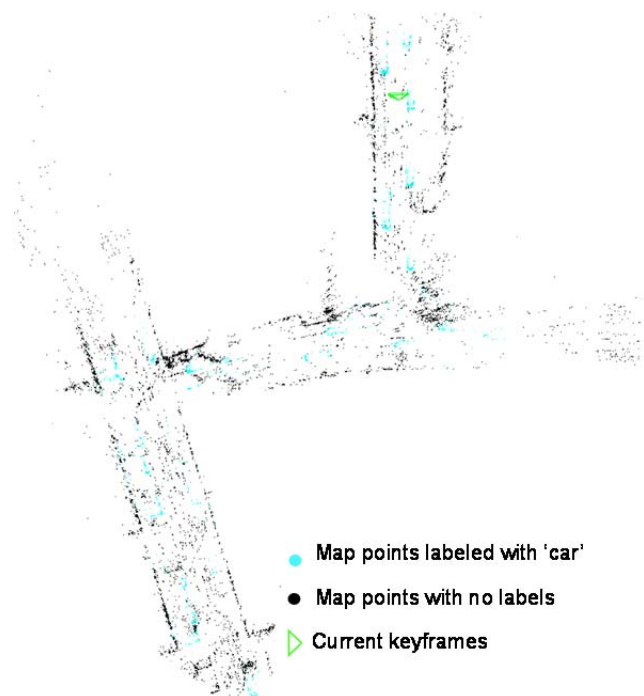 Map points labeled with 'car'
Map points with no labels
Current keyframes